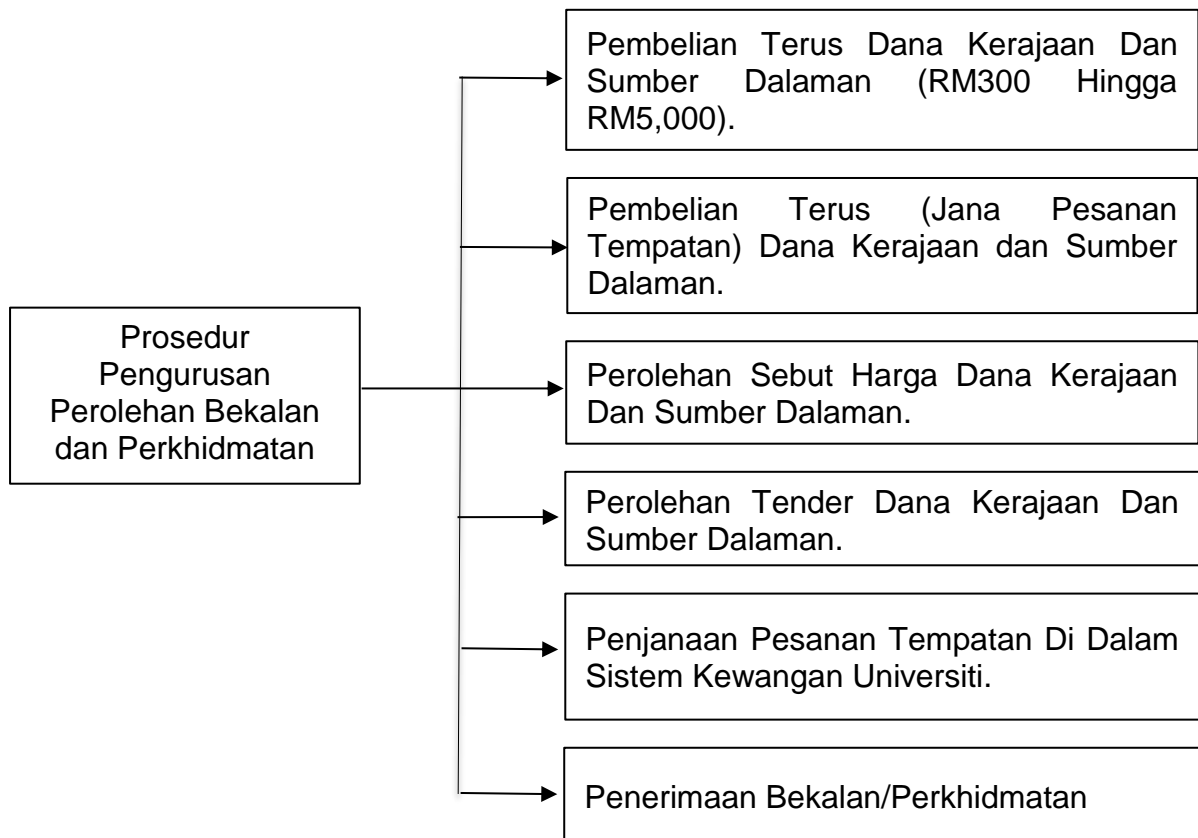 Pembelian Terus Dana Kerajaan Dan
Sumber Dalaman (RM300 Hingga
RM5,000).
Pembelian Terus (Jana Pesanan
Tempatan) Dana Kerajaan dan Sumber
Dalaman.
Prosedur
Pengurusan
Perolehan Bekalan
dan Perkhidmatan
Perolehan Sebut Harga Dana Kerajaan
Dan Sumber Dalaman.
Perolehan Tender Dana Kerajaan Dan
Sumber Dalaman.
Penjanaan Pesanan Tempatan Di Dalam
Sistem Kewangan Universiti.
Penerimaan Bekalan/Perkhidmatan